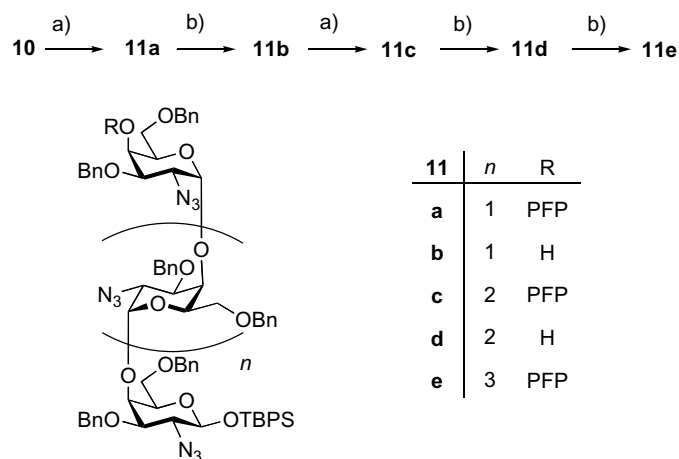 a) b) a) b) b)
10 11a 11b 11c 11d 11e
RO OBn
O
BnO
N3
O
BnO
N3
O
OBn
O n
OBn
O
O
BnO OTBPS
N3
11 n R
a 1 PFP
b 1 H
c 2 PFP
d 2 H
e 3 PFP